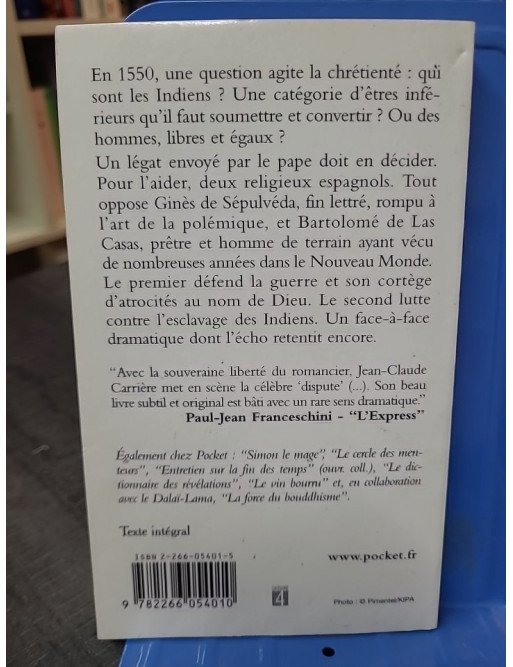 En 1550, une question agite la chrétienté : qui
sont les Indiens ? Une catégorie d'êtres infé-
rieurs qu'il faut soumettre et convertir ? Ou des
hommes, libres et égaux ?
Un légat envoyé par le pape doit en décider.
Pour l'aider, deux religieux espagnols. Tout
oppose Ginès de Sépulvéda, fin lettré, rompu à
l'art de la polémique, et Bartolomé de Las
Casas, prêtre et homme de terrain ayant vécu
de nombreuses années dans le Nouveau Monde.
Le premier défend la guerre et son cortège
d'atrocités au nom de Dieu. Le second lutte
contre l'esclavage des Indiens. Un face-à-face
dramatique dont l'écho retentit encore.
"Avec la souveraine liberté du romancier, Jean-Claude
Carrière met en scène la célèbre 'dispute' (...). Son beau
livre subtil et original est bâti avec un rare sens dramatique."
Paul-Jean Franceschini - "L'Express"
Également chez Pocket : "Simon le mage", "Le cercle des men-
teurs", "Entretien sur la fin des temps" (ouvr. coll.), "Le dic-
tionnaire des révélations", "Le vin bourru" et, en collaboration
avec le Dalaï-Lama, "La force du bouddhisme".
Texte intégral
ISBN 2-266-05401-5
www.pocket.fr
4
Photo : © Pimentel/KIPA
9 782266 054010